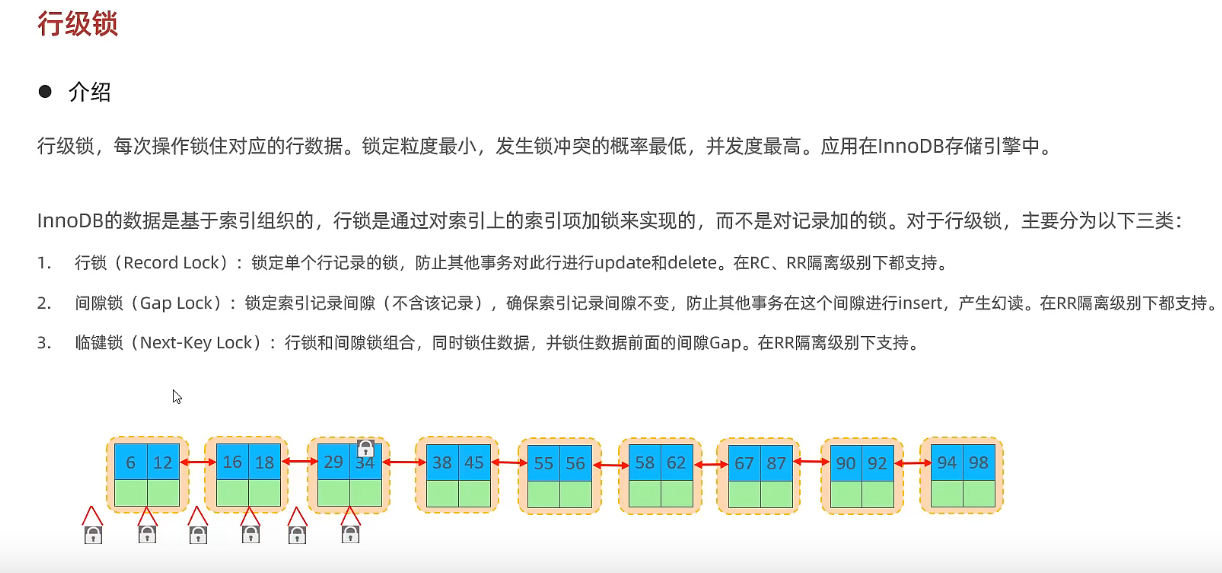 行级锁
● 介绍
行级锁，每次操作锁住对应的行数据。锁定粒度最小，发生锁冲突的概率最低，并发度最高。应用在InnoDB存储引擎中。
InnoDB的数据是基于索引组织的，行锁是通过对索引上的索引项加锁来实现的，而不是对记录加的锁。对于行级锁，主要分为以下三类：
1. 行锁（Record Lock）：锁定单个行记录的锁，防止其他事务对此行进行update和delete。在RC、RR隔离级别下都支持。
2. 间隙锁（Gap Lock）：锁定索引记录间隙（不含该记录），确保索引记录间隙不变，防止其他事务在这个间隙进行insert，产生幻读。在RR隔离级别下都支持。
3. 临键锁（Next-Key Lock）：行锁和间隙锁组合，同时锁住数据，并锁住数据前面的间隙Gap。在RR隔离级别下支持。
6 12 16 18 29 34 38 45 55 56 58 62 67 87 90 92 94 98